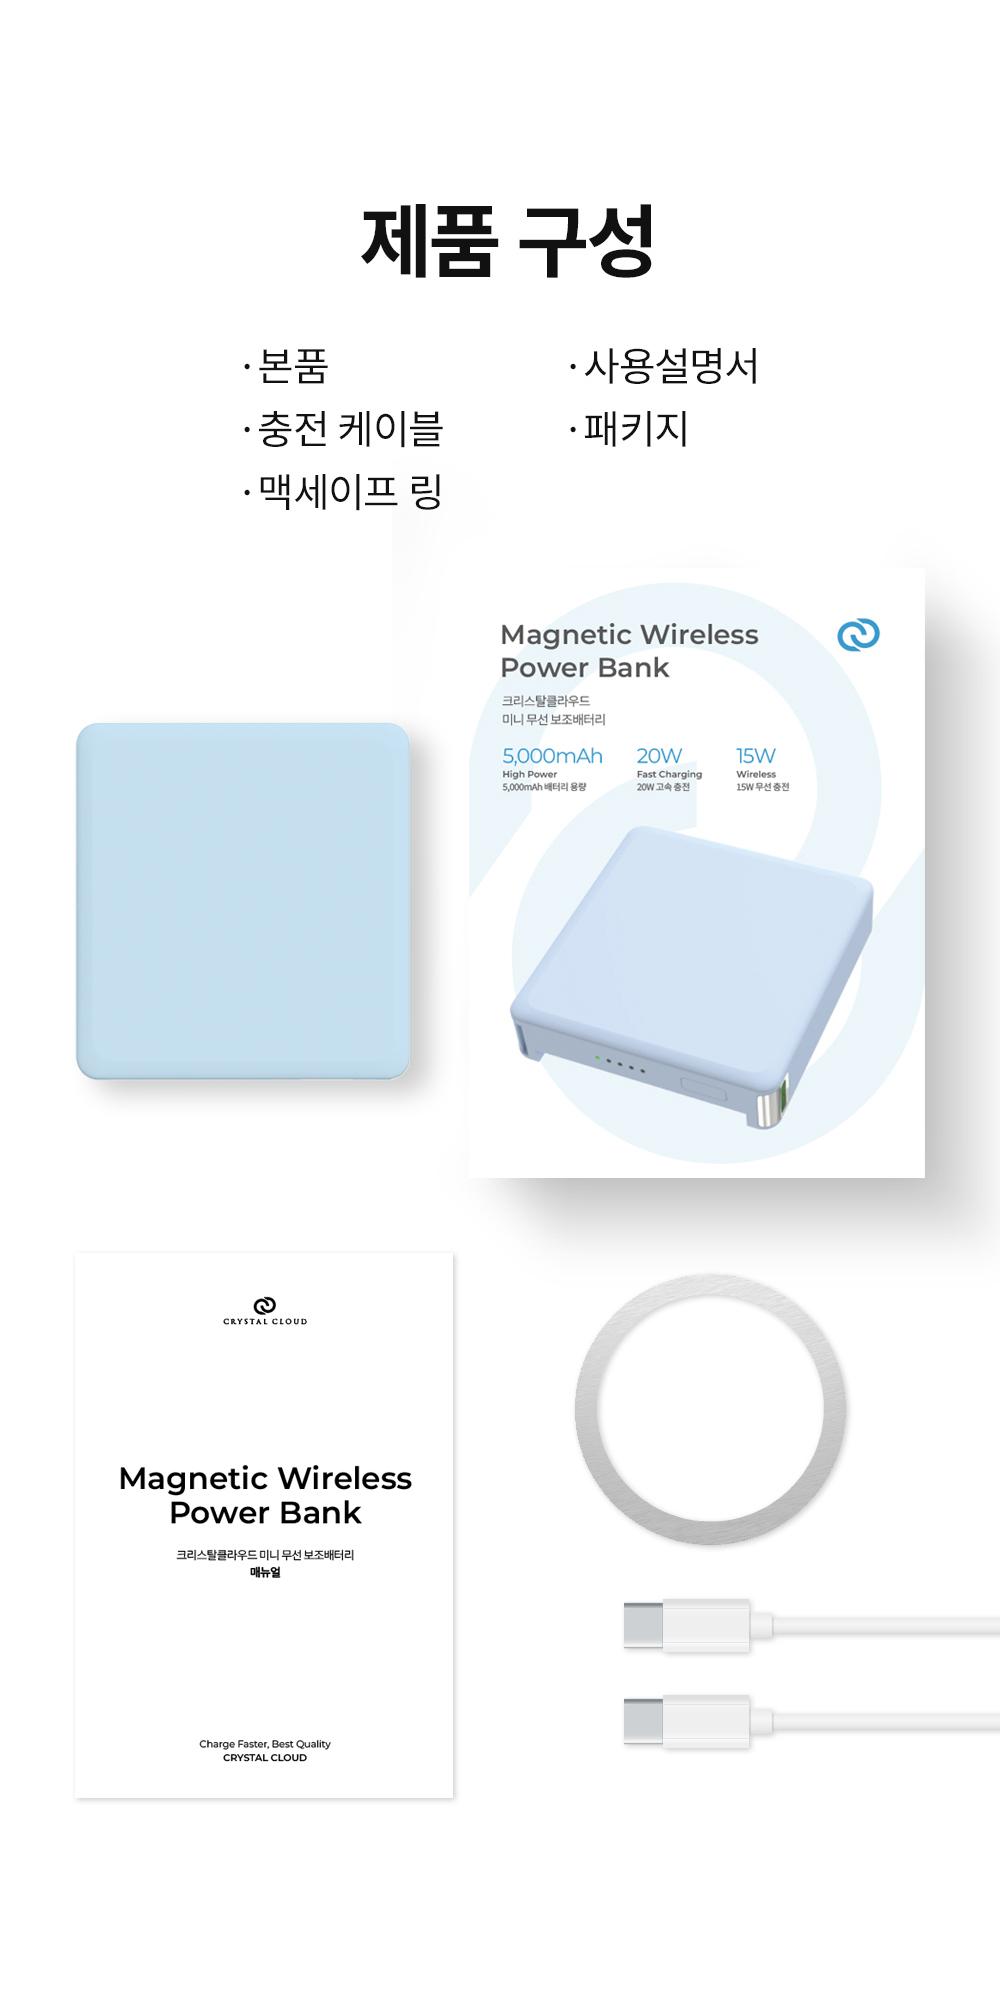 제품 구성
· 본품
· 충전 케이블
· 맥세이프 링
· 사용설명서
· 패키지
Magnetic Wireless
Power Bank
크리스탈클라우드
미니 무선 보조배터리
5,000mAh
High Power
5,000mAh 배터리 용량
20W
Fast Charging
20W 고속 충전
15W
Wireless
15W 무선 충전
CRYSTAL CLOUD
Magnetic Wireless
Power Bank
크리스탈클라우드 미니 무선 보조배터리
매뉴얼
Charge Faster, Best Quality
CRYSTAL CLOUD